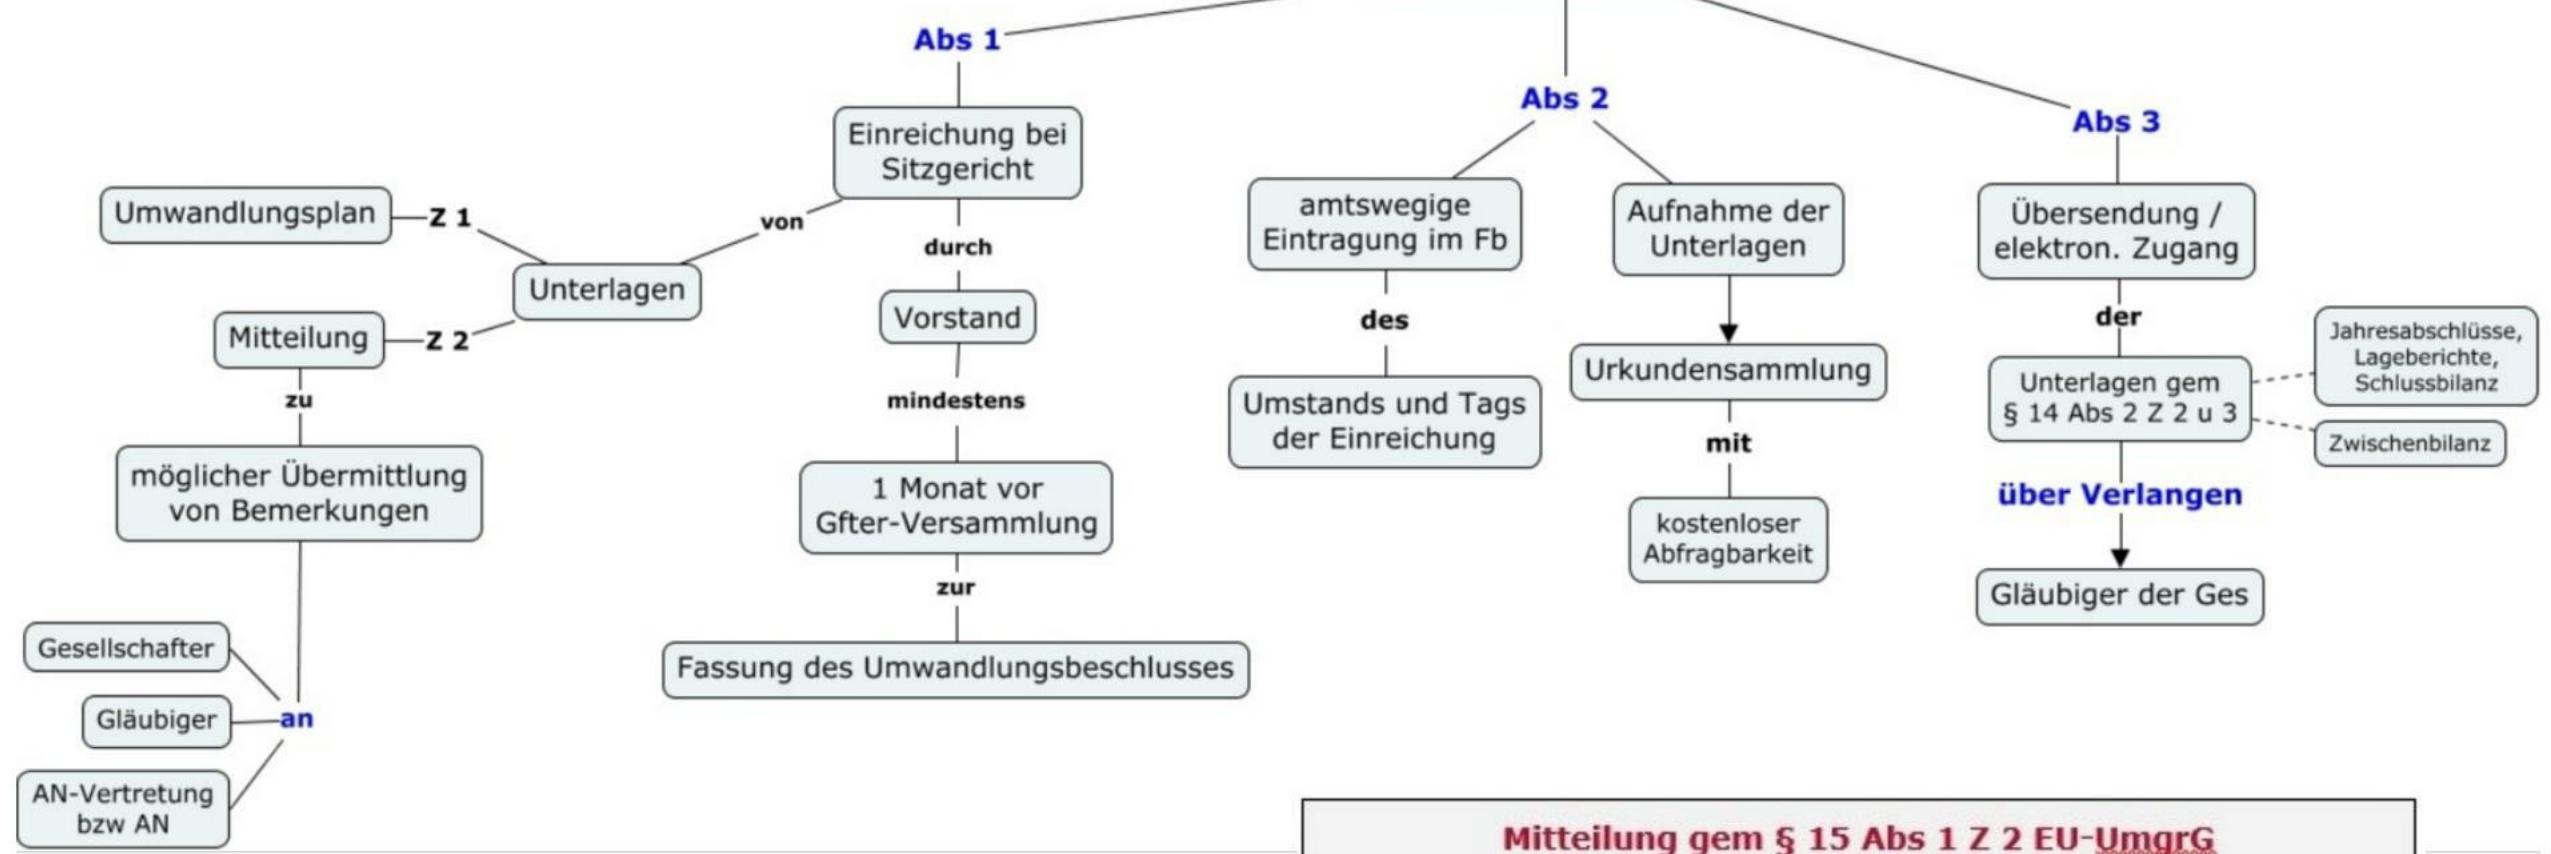 Abs 1
Einreichung bei
Sitzgericht
von
Unterlagen
Z 1
Umwandlungsplan
Z 2
Mitteilung
zu
möglicher Übermittlung
von Bemerkungen
an
Gesellschafter
Gläubiger
AN-Vertretung
bzw AN
durch
Vorstand
mindestens
1 Monat vor
Gfter-Versammlung
zur
Fassung des Umwandlungsbeschlusses
Abs 2
amtswegige
Eintragung im Fb
des
Umstands und Tags
der Einreichung
Aufnahme der
Unterlagen
Urkundensammlung
mit
kostenloser
Abfragbarkeit
Abs 3
Übersendung /
elektron. Zugang
der
Unterlagen gem
§ 14 Abs 2 Z 2 u 3
Jahresabschlüsse,
Lageberichte,
Schlussbilanz
Zwischenbilanz
über Verlangen
Gläubiger der Ges
Mitteilung gem § 15 Abs 1 Z 2 EU-UmgrG